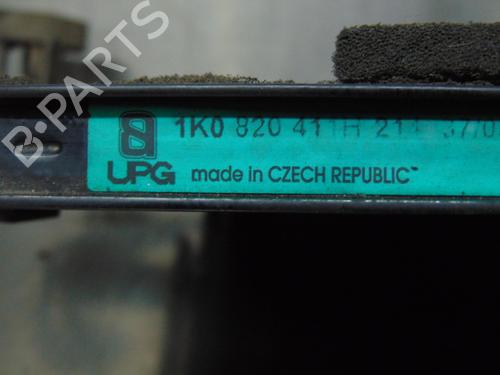 B-PARTS
1K0 820 411H
UPG made in CZECH REPUBLIC